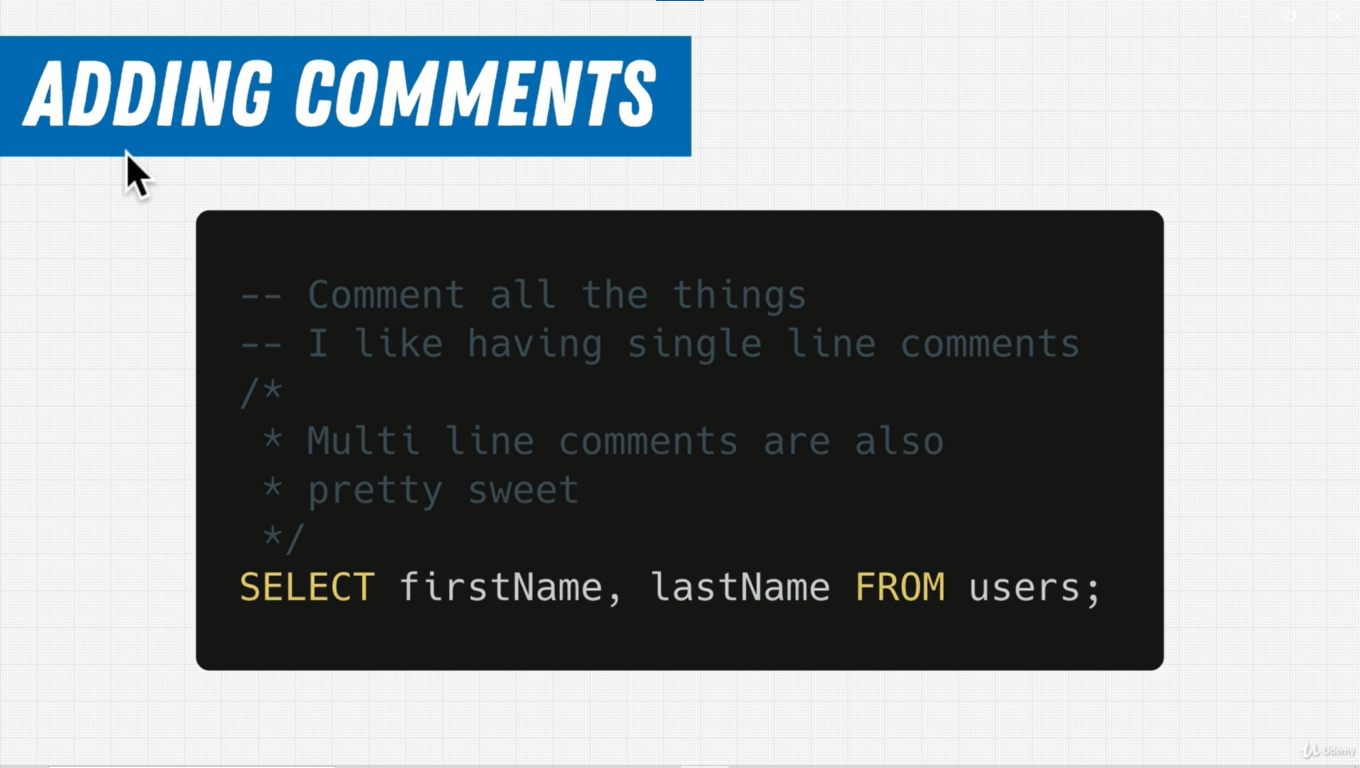 ADDING COMMENTS
-- Comment all the things
-- I like having single line comments
/*
 * Multi line comments are also
 * pretty sweet
 */
SELECT firstName, lastName FROM users;
Udemy